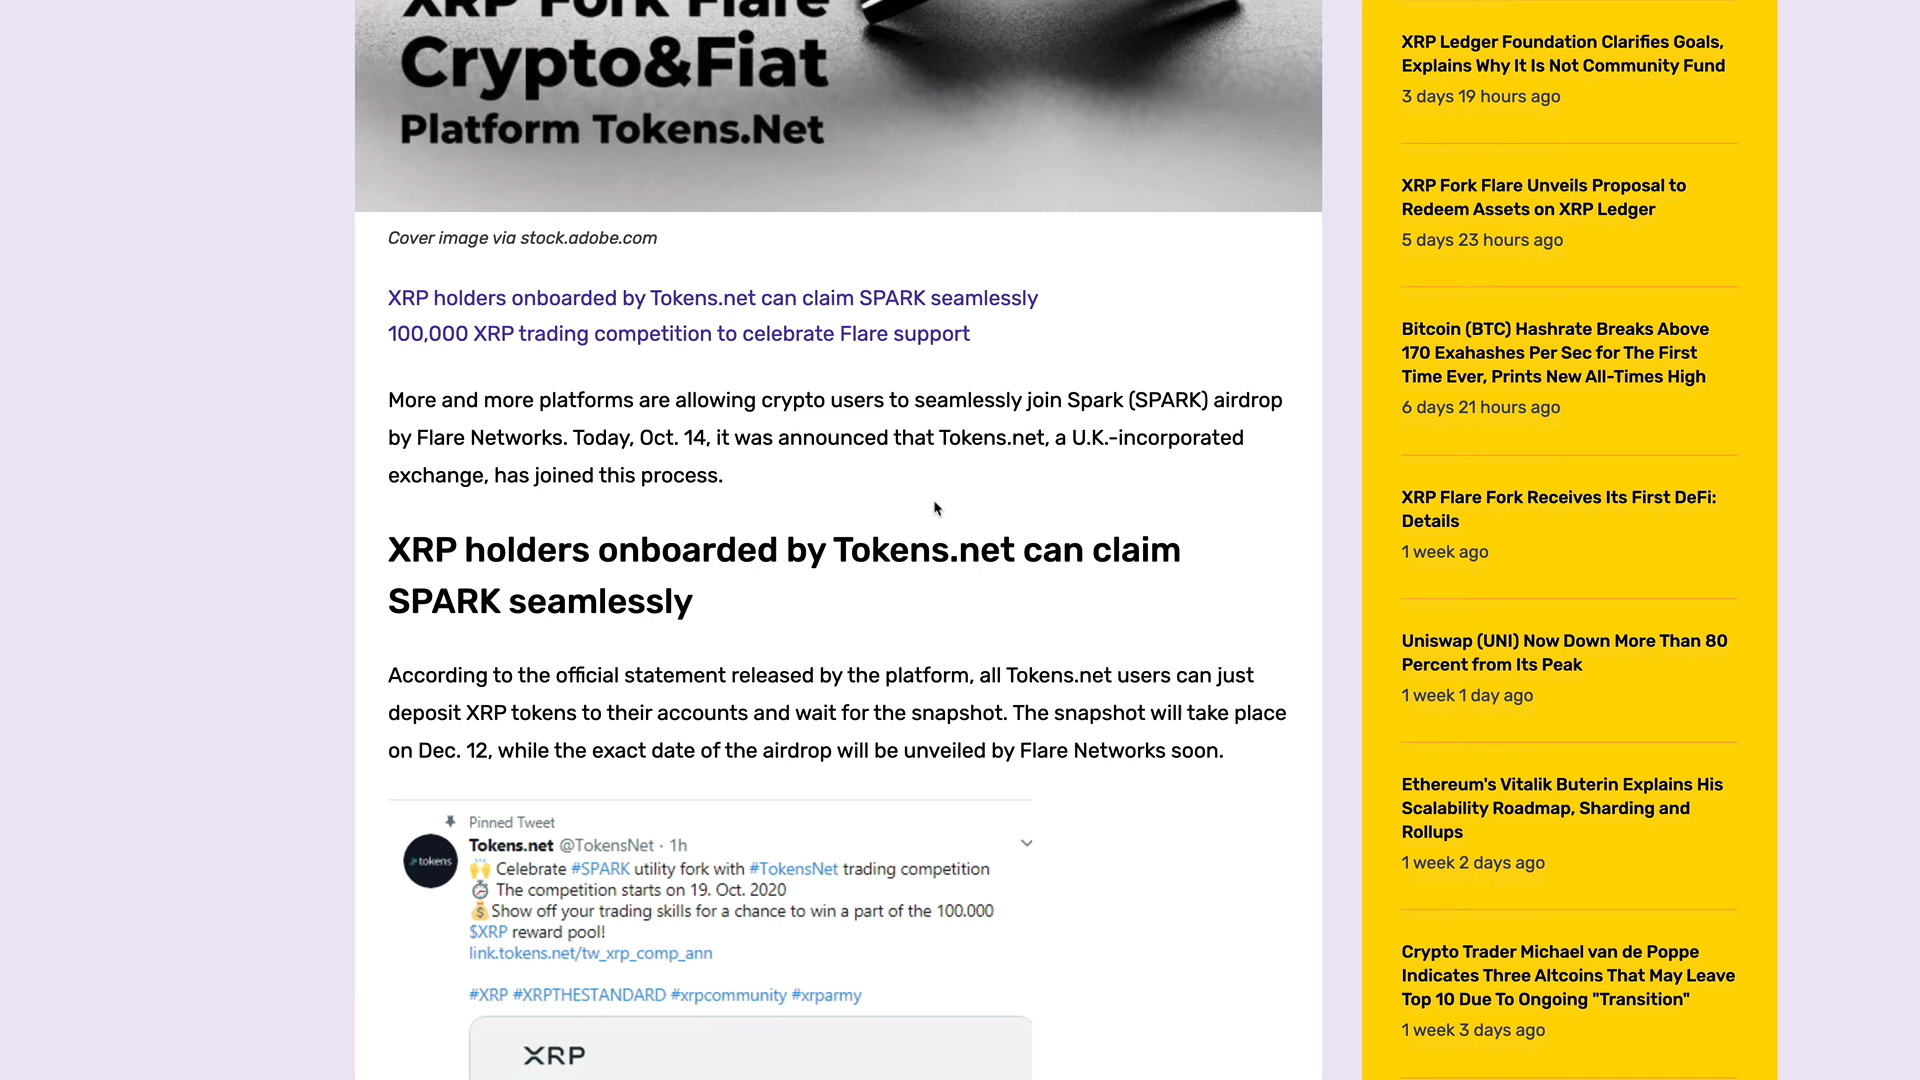 XRP Fork Flare
Crypto&Fiat
Platform Tokens.Net
Cover image via stock.adobe.com
XRP holders onboarded by Tokens.net can claim SPARK seamlessly
100,000 XRP trading competition to celebrate Flare support
More and more platforms are allowing crypto users to seamlessly join Spark (SPARK) airdrop
by Flare Networks. Today, Oct. 14, it was announced that Tokens.net, a U.K.-incorporated
exchange, has joined this process.
XRP holders onboarded by Tokens.net can claim
SPARK seamlessly
According to the official statement released by the platform, all Tokens.net users can just
deposit XRP tokens to their accounts and wait for the snapshot. The snapshot will take place
on Dec. 12, while the exact date of the airdrop will be unveiled by Flare Networks soon.
Pinned Tweet
tokens
Tokens.net @TokensNet · 1h
🙌 Celebrate #SPARK utility fork with #TokensNet trading competition
⏱ The competition starts on 19. Oct. 2020
💰Show off your trading skills for a chance to win a part of the 100.000
$XRP reward pool!
link.tokens.net/tw_xrp_comp_ann
#XRP #XRPTHESTANDARD #xrpcommunity #xrparmy
XRP
XRP Ledger Foundation Clarifies Goals,
Explains Why It Is Not Community Fund
3 days 19 hours ago
XRP Fork Flare Unveils Proposal to
Redeem Assets on XRP Ledger
5 days 23 hours ago
Bitcoin (BTC) Hashrate Breaks Above
170 Exahashes Per Sec for The First
Time Ever, Prints New All-Times High
6 days 21 hours ago
XRP Flare Fork Receives Its First DeFi:
Details
1 week ago
Uniswap (UNI) Now Down More Than 80
Percent from Its Peak
1 week 1 day ago
Ethereum's Vitalik Buterin Explains His
Scalability Roadmap, Sharding and
Rollups
1 week 2 days ago
Crypto Trader Michael van de Poppe
Indicates Three Altcoins That May Leave
Top 10 Due To Ongoing "Transition"
1 week 3 days ago